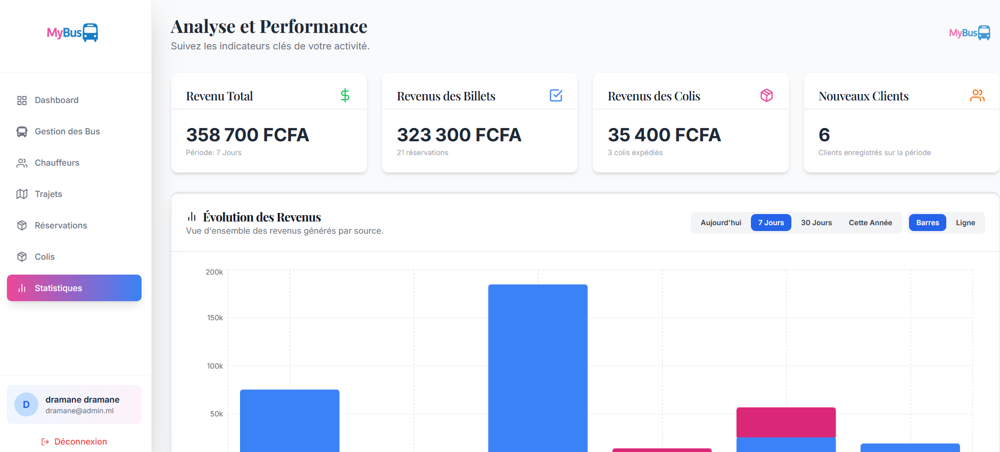 MyBus
Dashboard
Gestion des Bus
Chauffeurs
Trajets
Réservations
Colis
Statistiques
D
dramane dramane
dramane@admin.ml
Déconnexion
Analyse et Performance
Suivez les indicateurs clés de votre activité.
MyBus
Revenu Total
358 700 FCFA
Période: 7 Jours
Revenus des Billets
323 300 FCFA
21 réservations
Revenus des Colis
35 400 FCFA
3 colis expédiés
Nouveaux Clients
6
Clients enregistrés sur la période
Évolution des Revenus
Vue d'ensemble des revenus générés par source.
Aujourd'hui 7 Jours 30 Jours Cette Année Barres Ligne
200k
150k
100k
50k